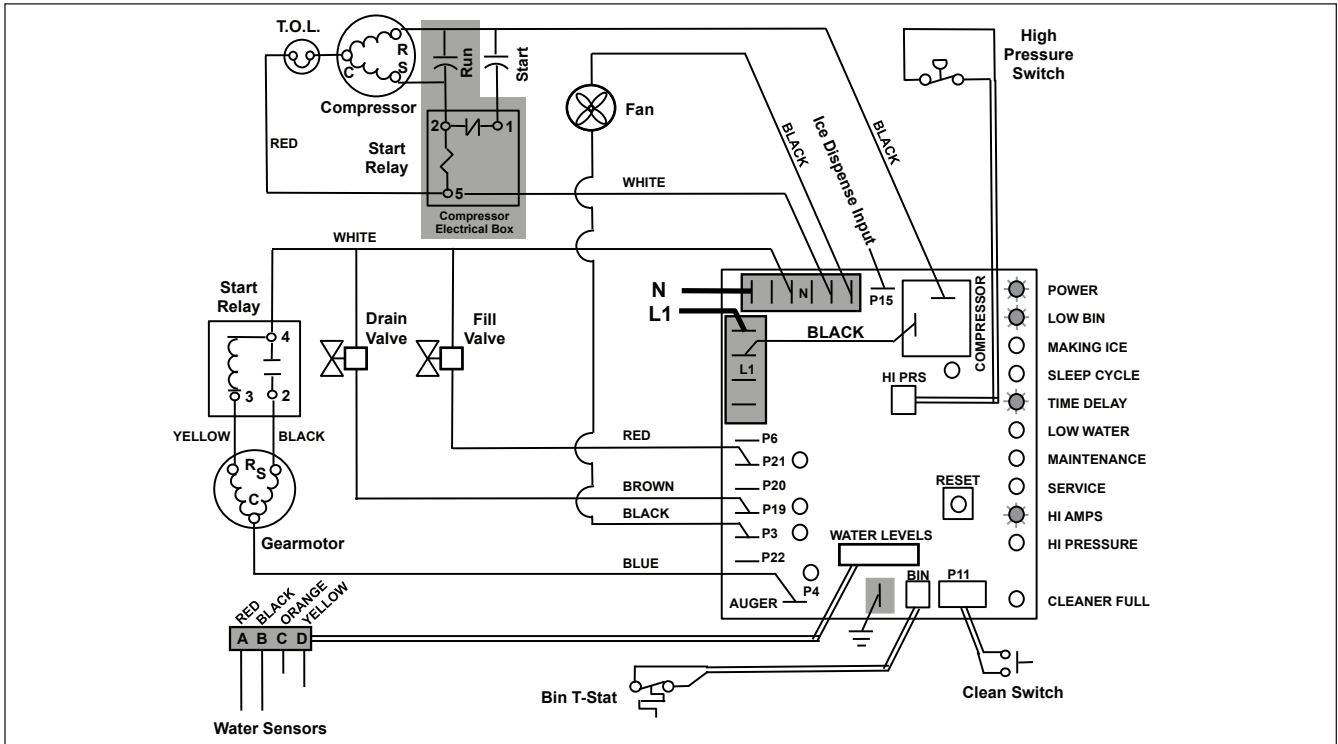 T.O.L.
R
S
C
Compressor
Run
Start
RED
Start
Relay
2
1
5
Compressor
Electrical Box
Fan
BLACK
Ice Dispense Input
BLACK
High
Pressure
Switch
WHITE
WHITE
Start
Relay
4
3
2
YELLOW
BLACK
R
S
C
Gearmotor
Drain
Valve
Fill
Valve
RED
BROWN
BLACK
BLUE
N
L1
N
P15
BLACK
L1
COMPRESSOR
HI PRS
P6
P21
P20
P19
P3
P22
P4
AUGER
RESET
WATER LEVELS
BIN
P11
POWER
LOW BIN
MAKING ICE
SLEEP CYCLE
TIME DELAY
LOW WATER
MAINTENANCE
SERVICE
HI AMPS
HI PRESSURE
CLEANER FULL
RED
BLACK
ORANGE
YELLOW
A B C D
Water Sensors
Bin T-Stat
Clean Switch